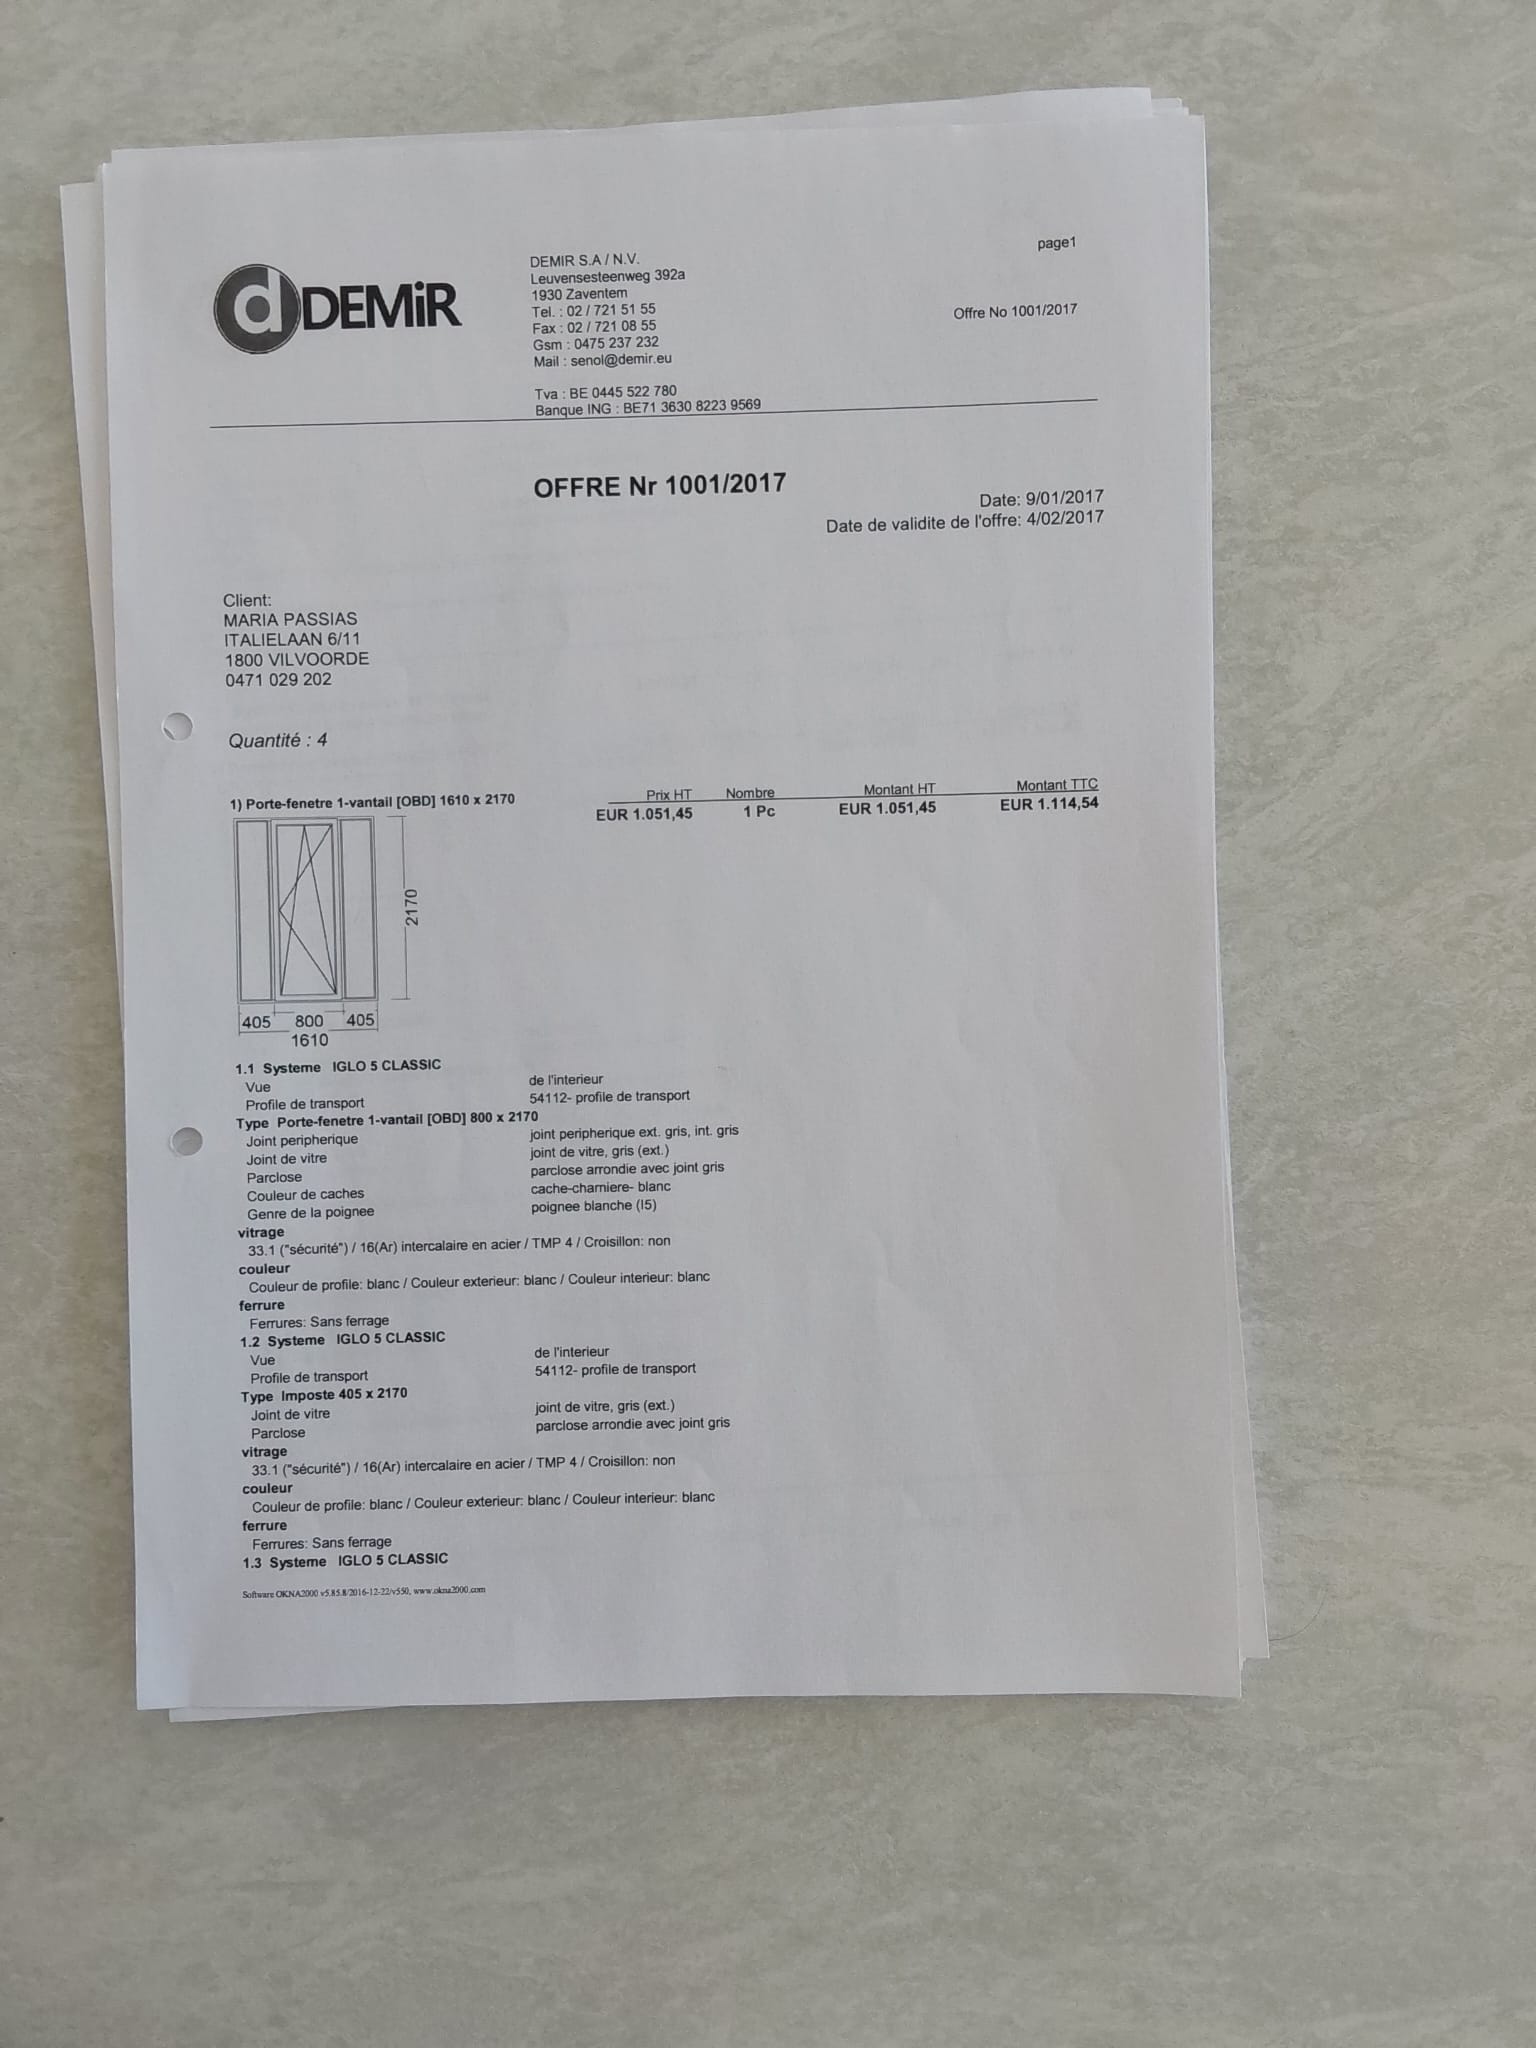 page1
dDEMiR
DEMIR S.A / N.V.
Leuvensesteenweg 392a
1930 Zaventem
Tel. : 02 / 721 51 55
Fax : 02 / 721 08 55
Gsm : 0475 237 232
Mail : senol@demir.eu
Offre No 1001/2017
Tva : BE 0445 522 780
Banque ING : BE71 3630 8223 9569
OFFRE Nr 1001/2017
Date: 9/01/2017
Date de validite de l'offre: 4/02/2017
Client:
MARIA PASSIAS
ITALIELAAN 6/11
1800 VILVOORDE
0471 029 202
Quantité : 4
1) Porte-fenetre 1-vantail [OBD] 1610 x 2170
Prix HT Nombre Montant HT Montant TTC
EUR 1.051,45 1 Pc EUR 1.051,45 EUR 1.114,54
2170
405 800 405
1610
1.1 Systeme IGLO 5 CLASSIC
Vue de l'interieur
Profile de transport 54112- profile de transport
Type Porte-fenetre 1-vantail [OBD] 800 x 2170
Joint peripherique joint peripherique ext. gris, int. gris
Joint de vitre joint de vitre, gris (ext.)
Parclose parclose arrondie avec joint gris
Couleur de caches cache-charniere- blanc
Genre de la poignee poignee blanche (I5)
vitrage
33.1 ("sécurité") / 16(Ar) intercalaire en acier / TMP 4 / Croisillon: non
couleur
Couleur de profile: blanc / Couleur exterieur: blanc / Couleur interieur: blanc
ferrure
Ferrures: Sans ferrage
1.2 Systeme IGLO 5 CLASSIC
Vue de l'interieur
Profile de transport 54112- profile de transport
Type Imposte 405 x 2170
Joint de vitre joint de vitre, gris (ext.)
Parclose parclose arrondie avec joint gris
vitrage
33.1 ("sécurité") / 16(Ar) intercalaire en acier / TMP 4 / Croisillon: non
couleur
Couleur de profile: blanc / Couleur exterieur: blanc / Couleur interieur: blanc
ferrure
Ferrures: Sans ferrage
1.3 Systeme IGLO 5 CLASSIC
Software OKNA2000 v5.85.8/2016-12-22/v550, www.okna2000.com